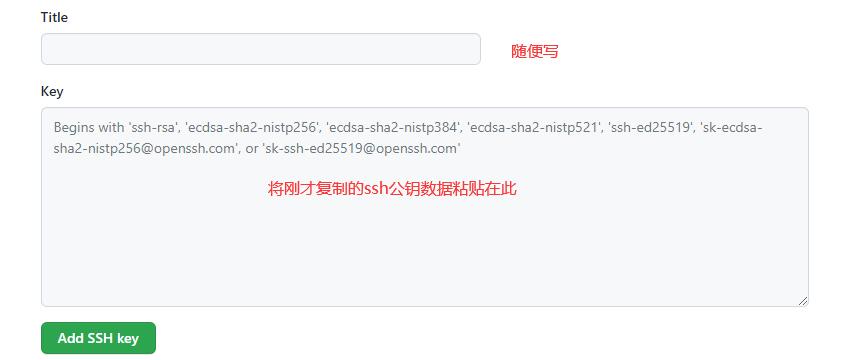 Title
随便写
Key
Begins with 'ssh-rsa', 'ecdsa-sha2-nistp256', 'ecdsa-sha2-nistp384', 'ecdsa-sha2-nistp521', 'ssh-ed25519', 'sk-ecdsa-
sha2-nistp256@openssh.com', or 'sk-ssh-ed25519@openssh.com'
将刚才复制的ssh公钥数据粘贴在此
Add SSH key